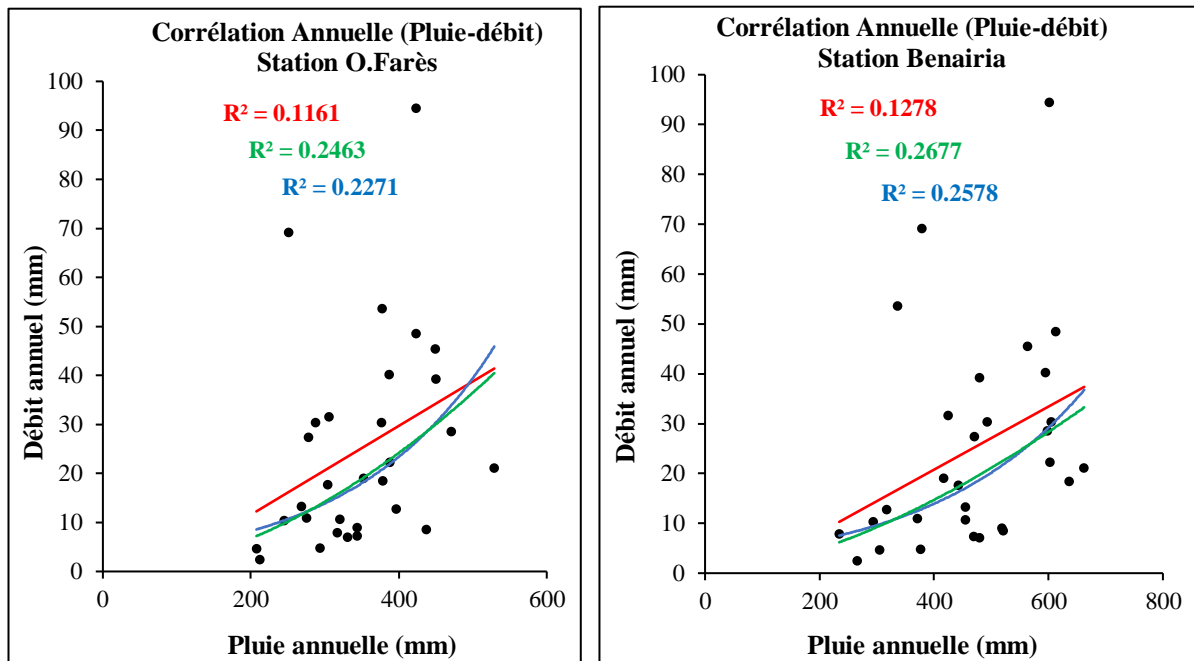 Corrélation Annuelle (Pluie-débit)
Station O.Farès
R² = 0.1161
R² = 0.2463
R² = 0.2271
100
90
80
70
60
50
40
30
20
10
0
Débit annuel (mm)
0 200 400 600
Pluie annuelle (mm)
Corrélation Annuelle (Pluie-débit)
Station Benairia
R² = 0.1278
R² = 0.2677
R² = 0.2578
100
90
80
70
60
50
40
30
20
10
0
Débit annuel (mm)
0 200 400 600 800
Pluie annuelle (mm)